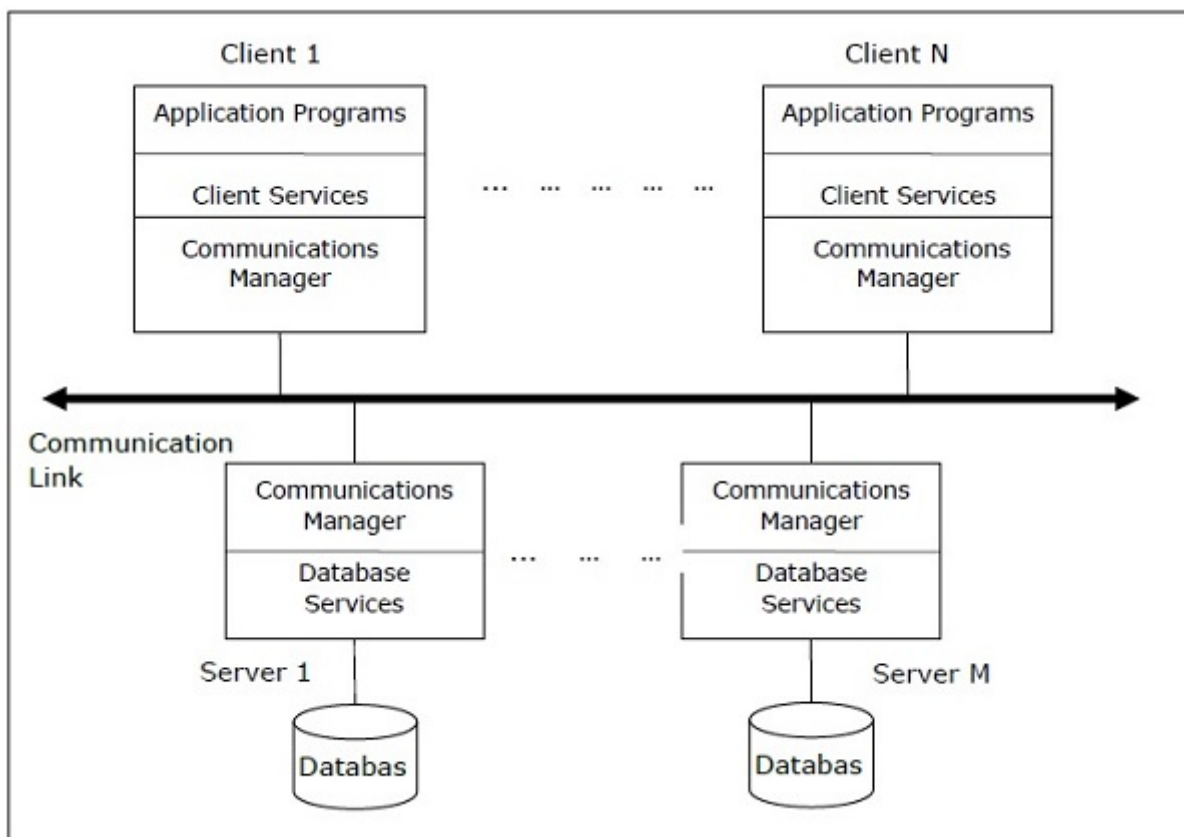 Client 1
Client N
Application Programs
Application Programs
Client Services
Client Services
... ... ... ... ...
Communications
Manager
Communications
Manager
Communication
Link
Communications
Manager
Communications
Manager
... ... ...
Database
Services
Database
Services
Server 1
Server M
Databas
Databas